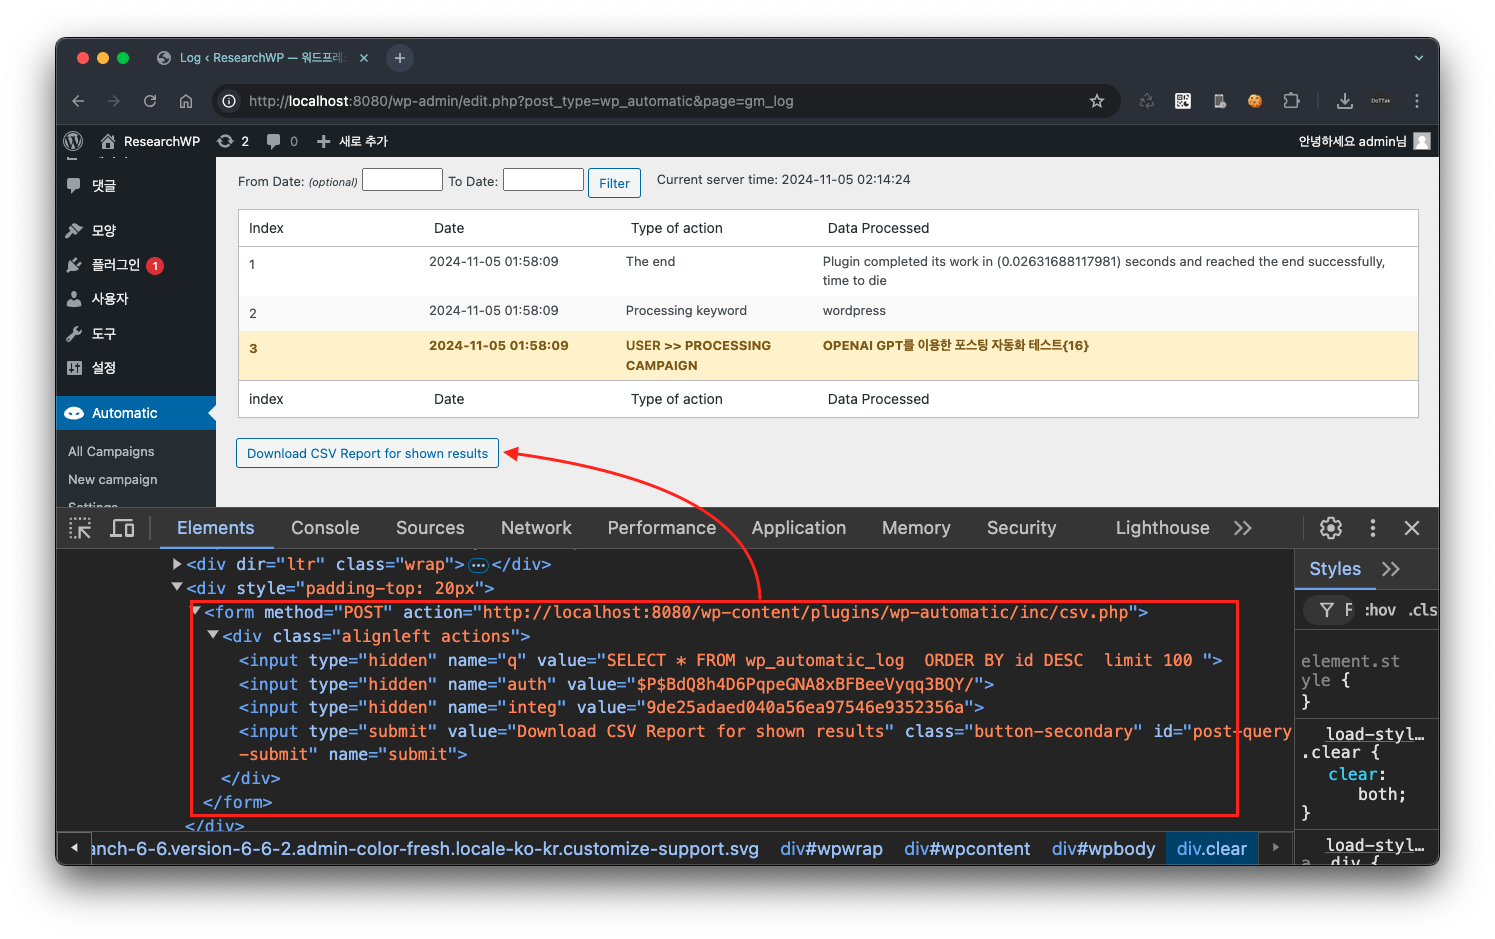 Log ‹ ResearchWP — 워드프레
http://localhost:8080/wp-admin/edit.php?post_type=wp_automatic&page=gm_log
DoTTak
ResearchWP 2 0 새로 추가 안녕하세요 admin님
댓글
모양
플러그인 1
사용자
도구
설정
Automatic
All Campaigns
New campaign
Settings
From Date: (optional) To Date: Filter Current server time: 2024-11-05 02:14:24
Index Date Type of action Data Processed
1 2024-11-05 01:58:09 The end Plugin completed its work in (0.02631688117981) seconds and reached the end successfully,
time to die
2 2024-11-05 01:58:09 Processing keyword wordpress
3 2024-11-05 01:58:09 USER >> PROCESSING OPENAI GPT를 이용한 포스팅 자동화 테스트{16}
CAMPAIGN
index Date Type of action Data Processed
Download CSV Report for shown results
Elements Console Sources Network Performance Application Memory Security Lighthouse
<div dir="ltr" class="wrap">…</div>
<div style="padding-top: 20px">
<form method="POST" action="http://localhost:8080/wp-content/plugins/wp-automatic/inc/csv.php">
<div class="alignleft actions">
<input type="hidden" name="q" value="SELECT * FROM wp_automatic_log  ORDER BY id DESC  limit 100 ">
<input type="hidden" name="auth" value="$P$BdQ8h4D6PqpeGNA8xBFBeeVyqq3BQY/">
<input type="hidden" name="integ" value="9de25adaed040a56ea97546e9352356a">
<input type="submit" value="Download CSV Report for shown results" class="button-secondary" id="post-query
-submit" name="submit">
</div>
</form>
</div>
Styles
F :hov .cls
element.st
yle {
}
load-styl…
.clear {
clear:
both;
}
load-styl…
a, div {
anch-6-6.version-6-6-2.admin-color-fresh.locale-ko-kr.customize-support.svg div#wpwrap div#wpcontent div#wpbody div.clear